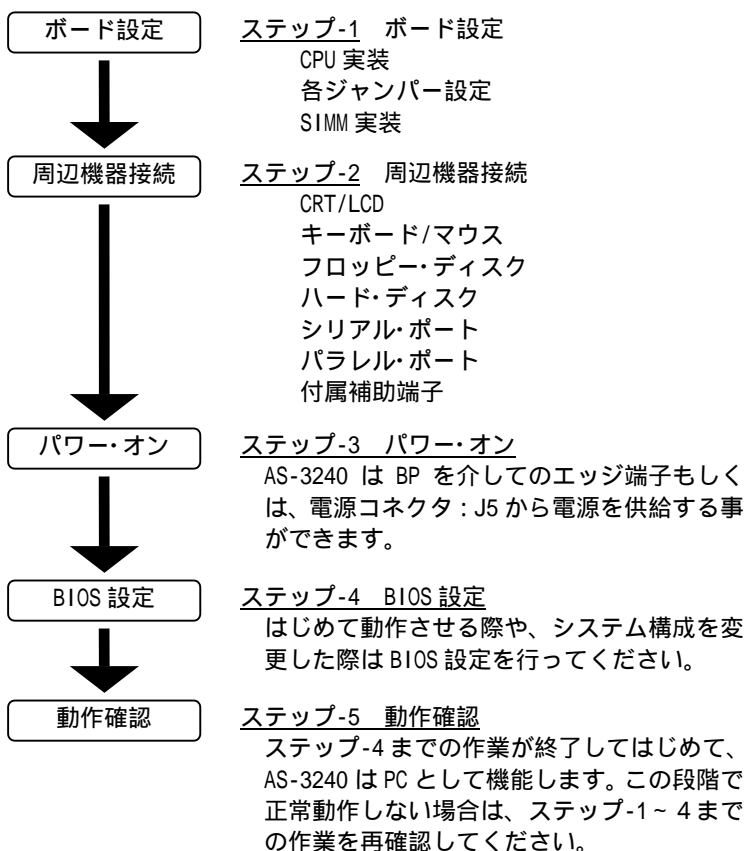 ボード設定
ステップ-1 ボード設定
CPU 実装
各ジャンパー設定
SIMM 実装
周辺機器接続
ステップ-2 周辺機器接続
CRT/LCD
キーボード/マウス
フロッピー・ディスク
ハード・ディスク
シリアル・ポート
パラレル・ポート
付属補助端子
パワー・オン
ステップ-3 パワー・オン
AS-3240 は BP を介してのエッジ端子もしく
は、電源コネクタ：J5 から電源を供給する事
ができます。
BIOS 設定
ステップ-4 BIOS 設定
はじめて動作させる際や、システム構成を変
更した際は BIOS 設定を行ってください。
動作確認
ステップ-5 動作確認
ステップ-4 までの作業が終了してはじめて、
AS-3240 は PC として機能します。この段階で
正常動作しない場合は、ステップ-1～4 まで
の作業を再確認してください。